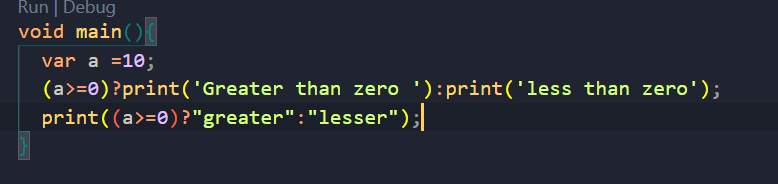 Run | Debug
void main(){
var a =10;
(a>=0)?print('Greater than zero '):print('less than zero');
print((a>=0)?"greater":"lesser");
}